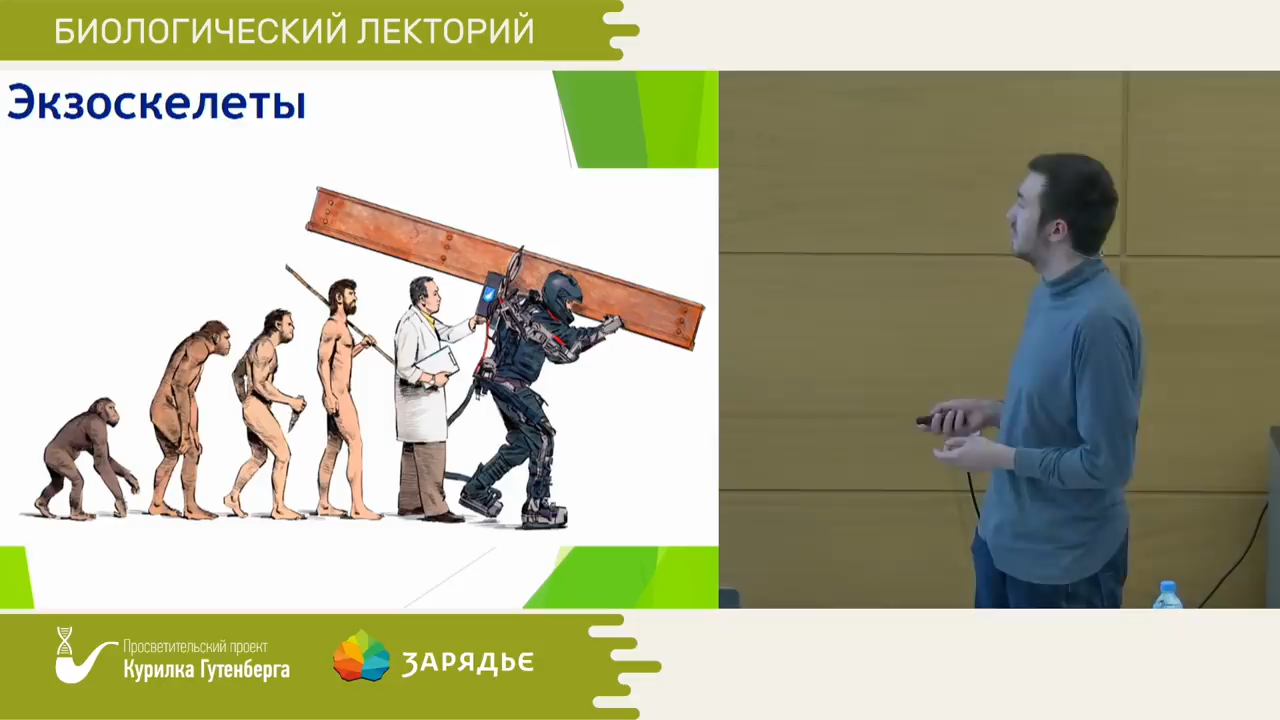 БИОЛОГИЧЕСКИЙ ЛЕКТОРИЙ
Экзоскелеты
Просветительский проект
Курилка Гутенберга
ЗАРЯДЬЕ